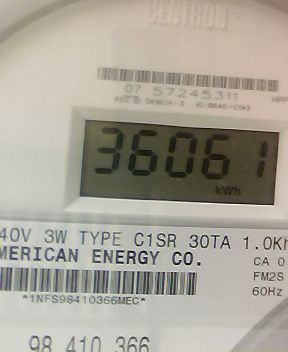 CENTRON®
07 57245311
36061
kWh
40V 3W TYPE C1SR 30TA 1.0Kh
MERICAN ENERGY CO.
CA 0
FM2S
60Hz
*1NFS98410366MEC*
98 410 366